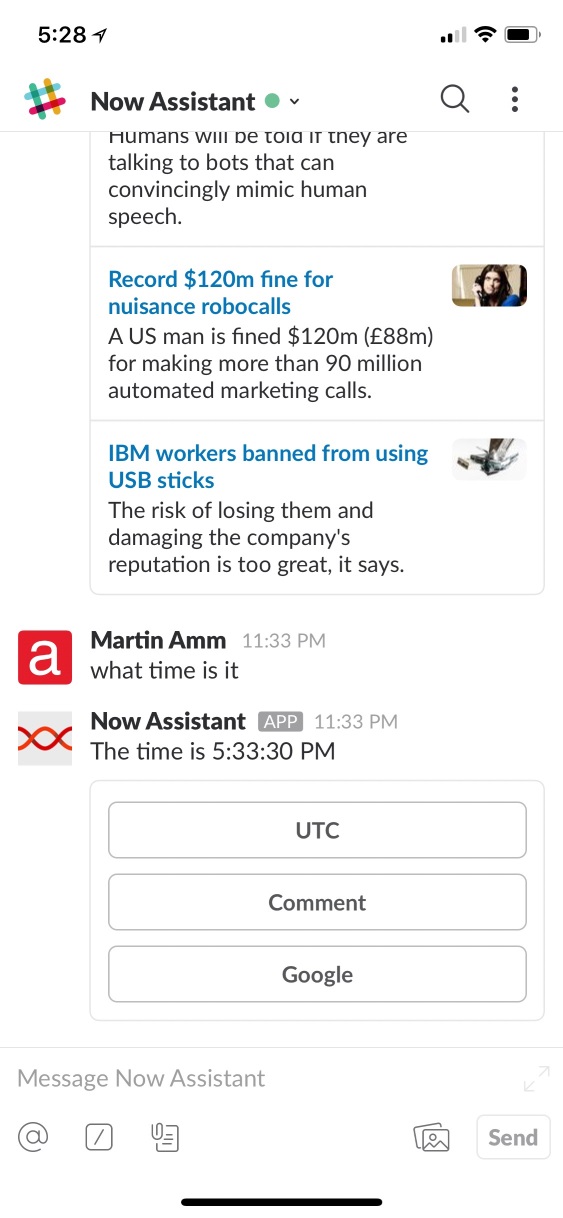 5:28
Now Assistant
Humans will be told if they are
talking to bots that can
convincingly mimic human
speech.
Record $120m fine for
nuisance robocalls
A US man is fined $120m (£88m)
for making more than 90 million
automated marketing calls.
IBM workers banned from using
USB sticks
The risk of losing them and
damaging the company's
reputation is too great, it says.
a
Martin Amm 11:33 PM
what time is it
Now Assistant APP 11:33 PM
The time is 5:33:30 PM
UTC
Comment
Google
Message Now Assistant
@
Send